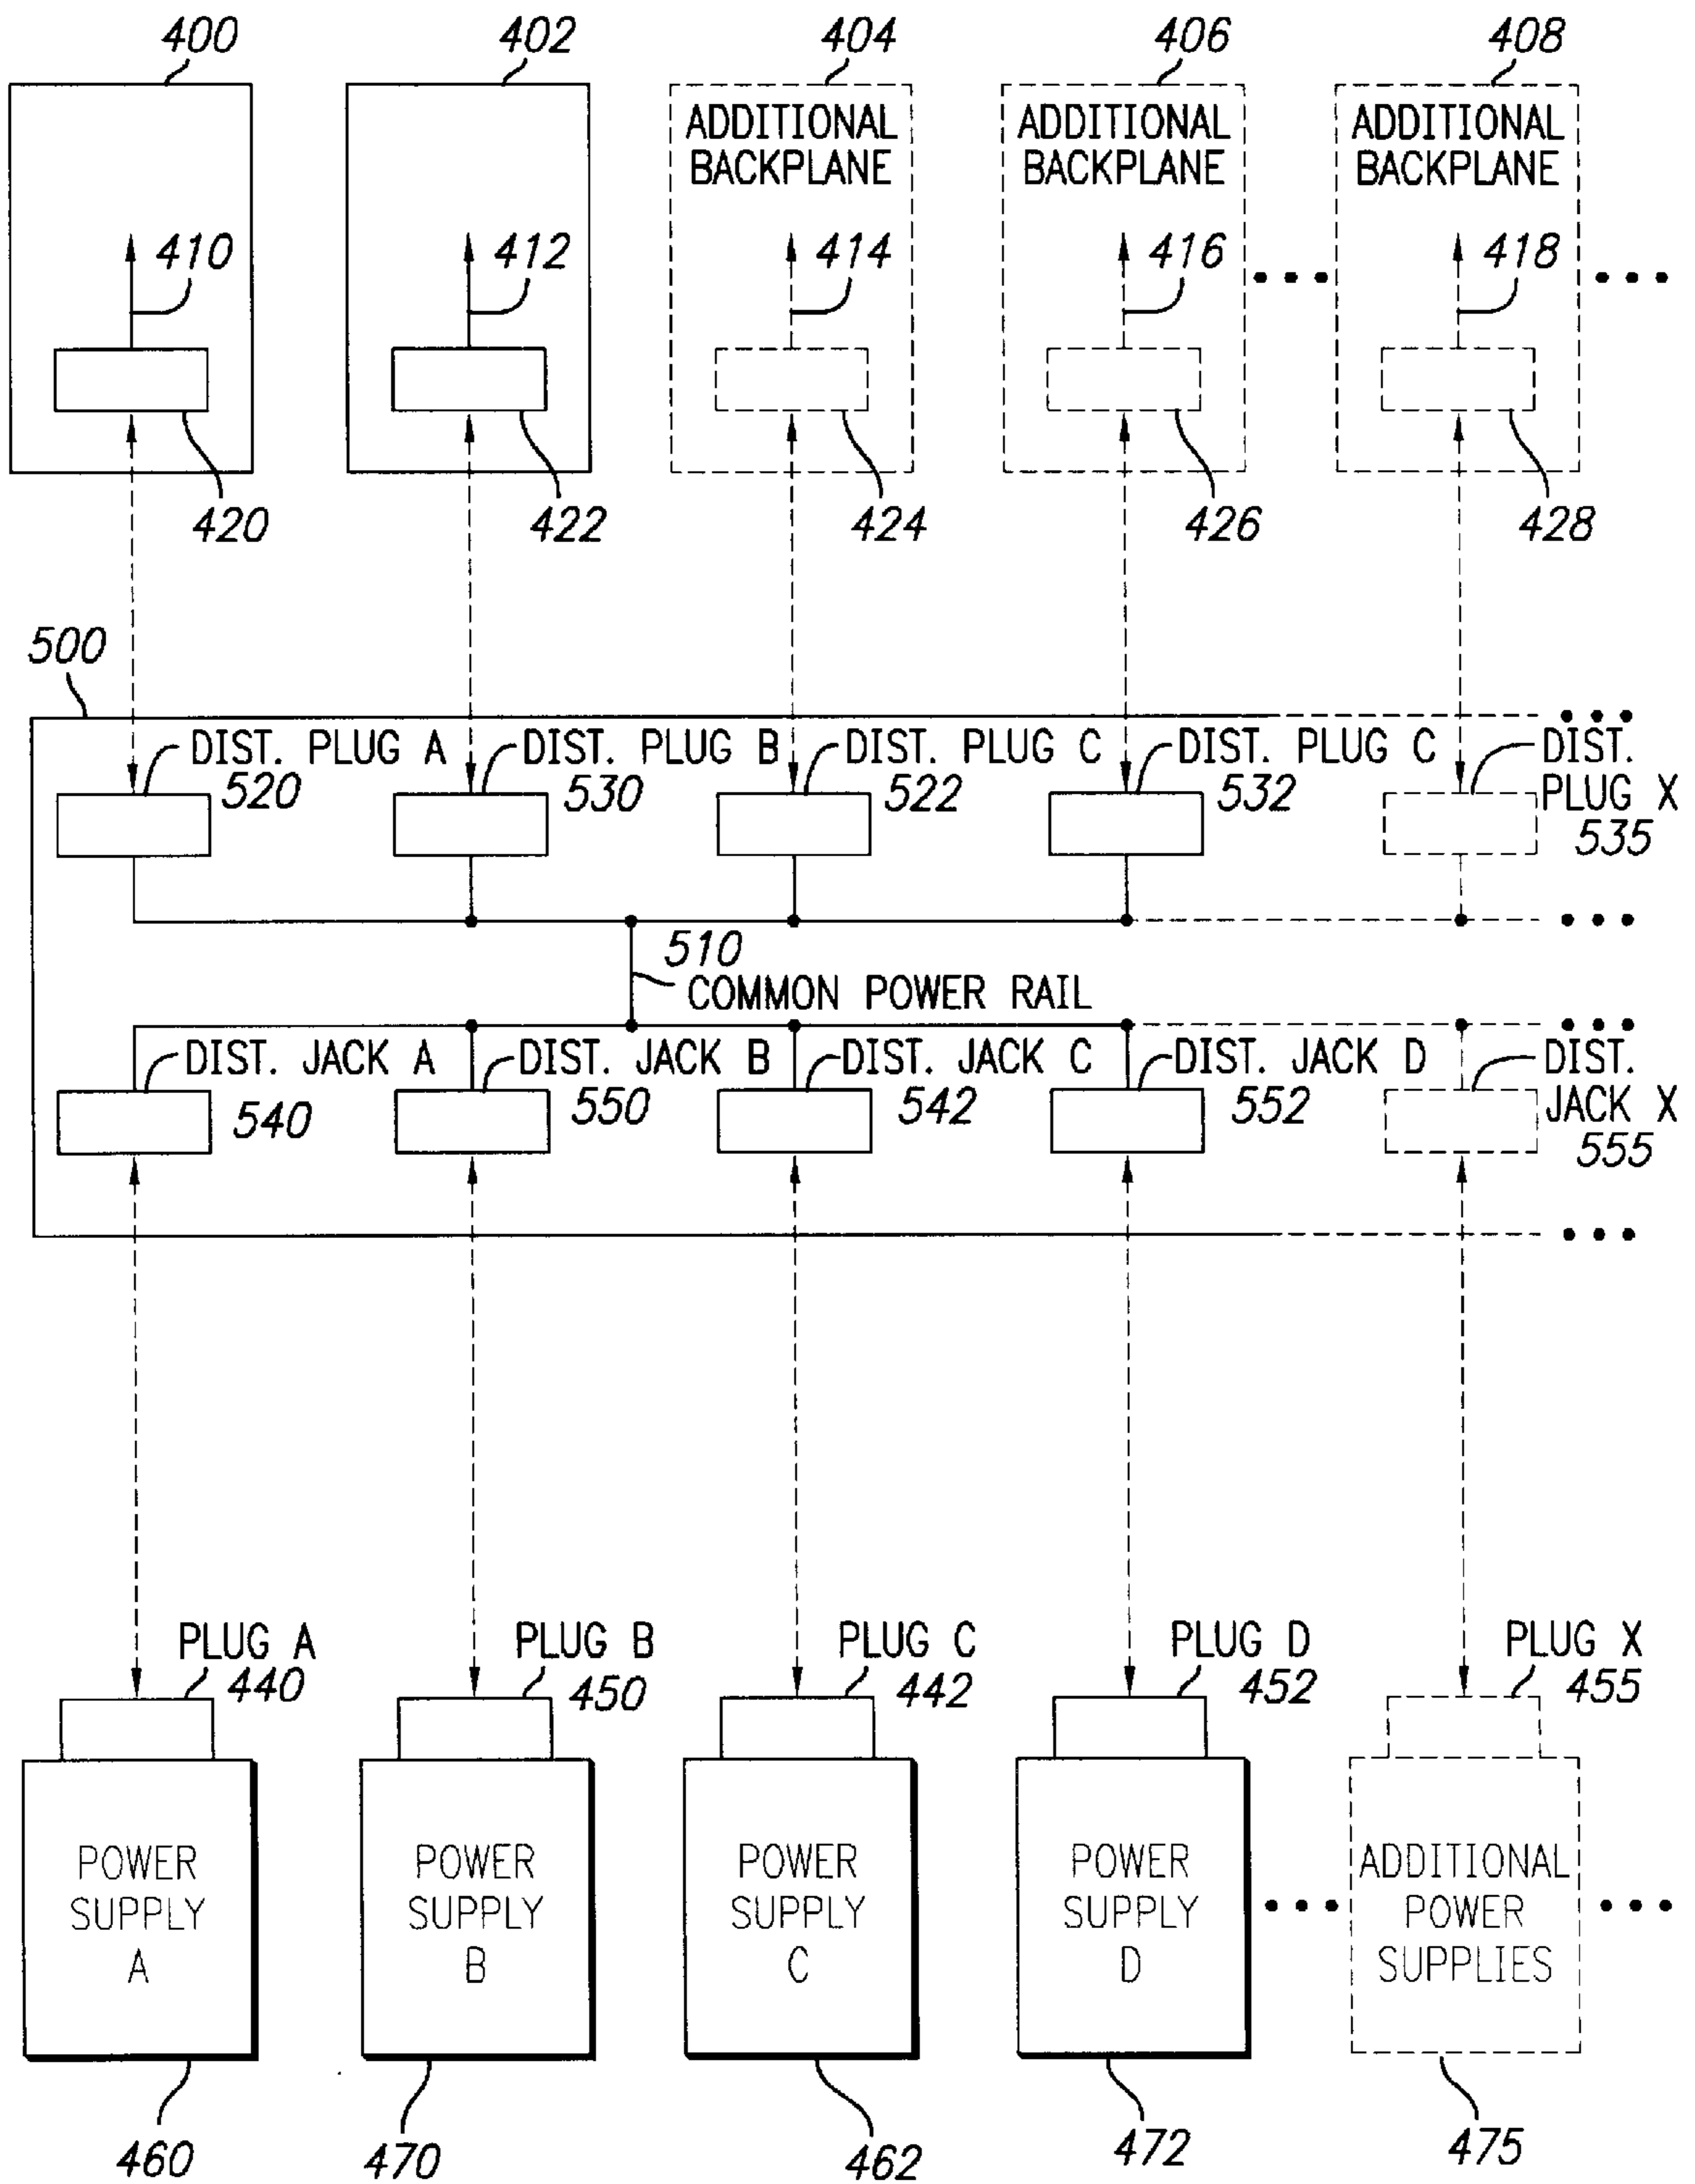 400
402
404
406
408
ADDITIONAL
BACKPLANE
ADDITIONAL
BACKPLANE
ADDITIONAL
BACKPLANE
410
412
414
416
418
420
422
424
426
428
500
DIST. PLUG A
520
DIST. PLUG B
530
DIST. PLUG C
522
DIST. PLUG C
532
DIST.
PLUG X
535
510
COMMON POWER RAIL
DIST. JACK A
540
DIST. JACK B
550
DIST. JACK C
542
DIST. JACK D
552
DIST.
JACK X
555
PLUG A
440
PLUG B
450
PLUG C
442
PLUG D
452
PLUG X
455
POWER
SUPPLY
A
POWER
SUPPLY
B
POWER
SUPPLY
C
POWER
SUPPLY
D
ADDITIONAL
POWER
SUPPLIES
460
470
462
472
475